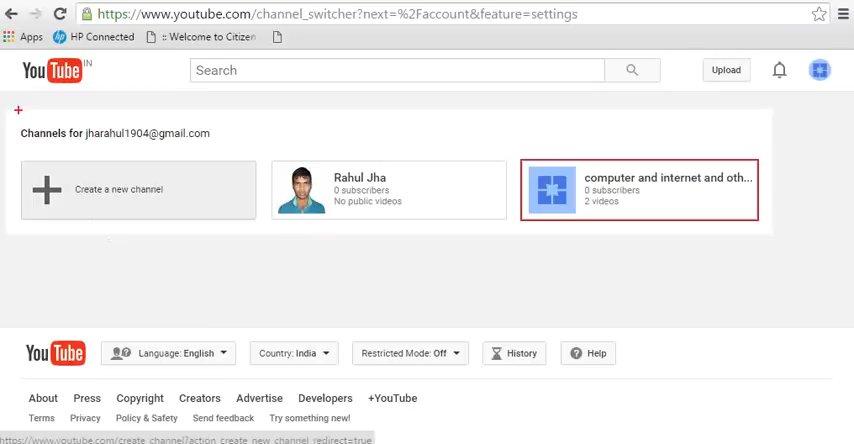 https://www.youtube.com/channel_switcher?next=%2Faccount&feature=settings
Apps HP Connected :: Welcome to Citizen
YouTube IN Search Upload
Channels for jharahul1904@gmail.com
Create a new channel
Rahul Jha
0 subscribers
No public videos
computer and internet and oth...
0 subscribers
2 videos
YouTube Language: English Country: India Restricted Mode: Off History Help
About Press Copyright Creators Advertise Developers +YouTube
Terms Privacy Policy & Safety Send feedback Try something new!
https://www.youtube.com/create_channel?action_create_new_channel_redirect=true